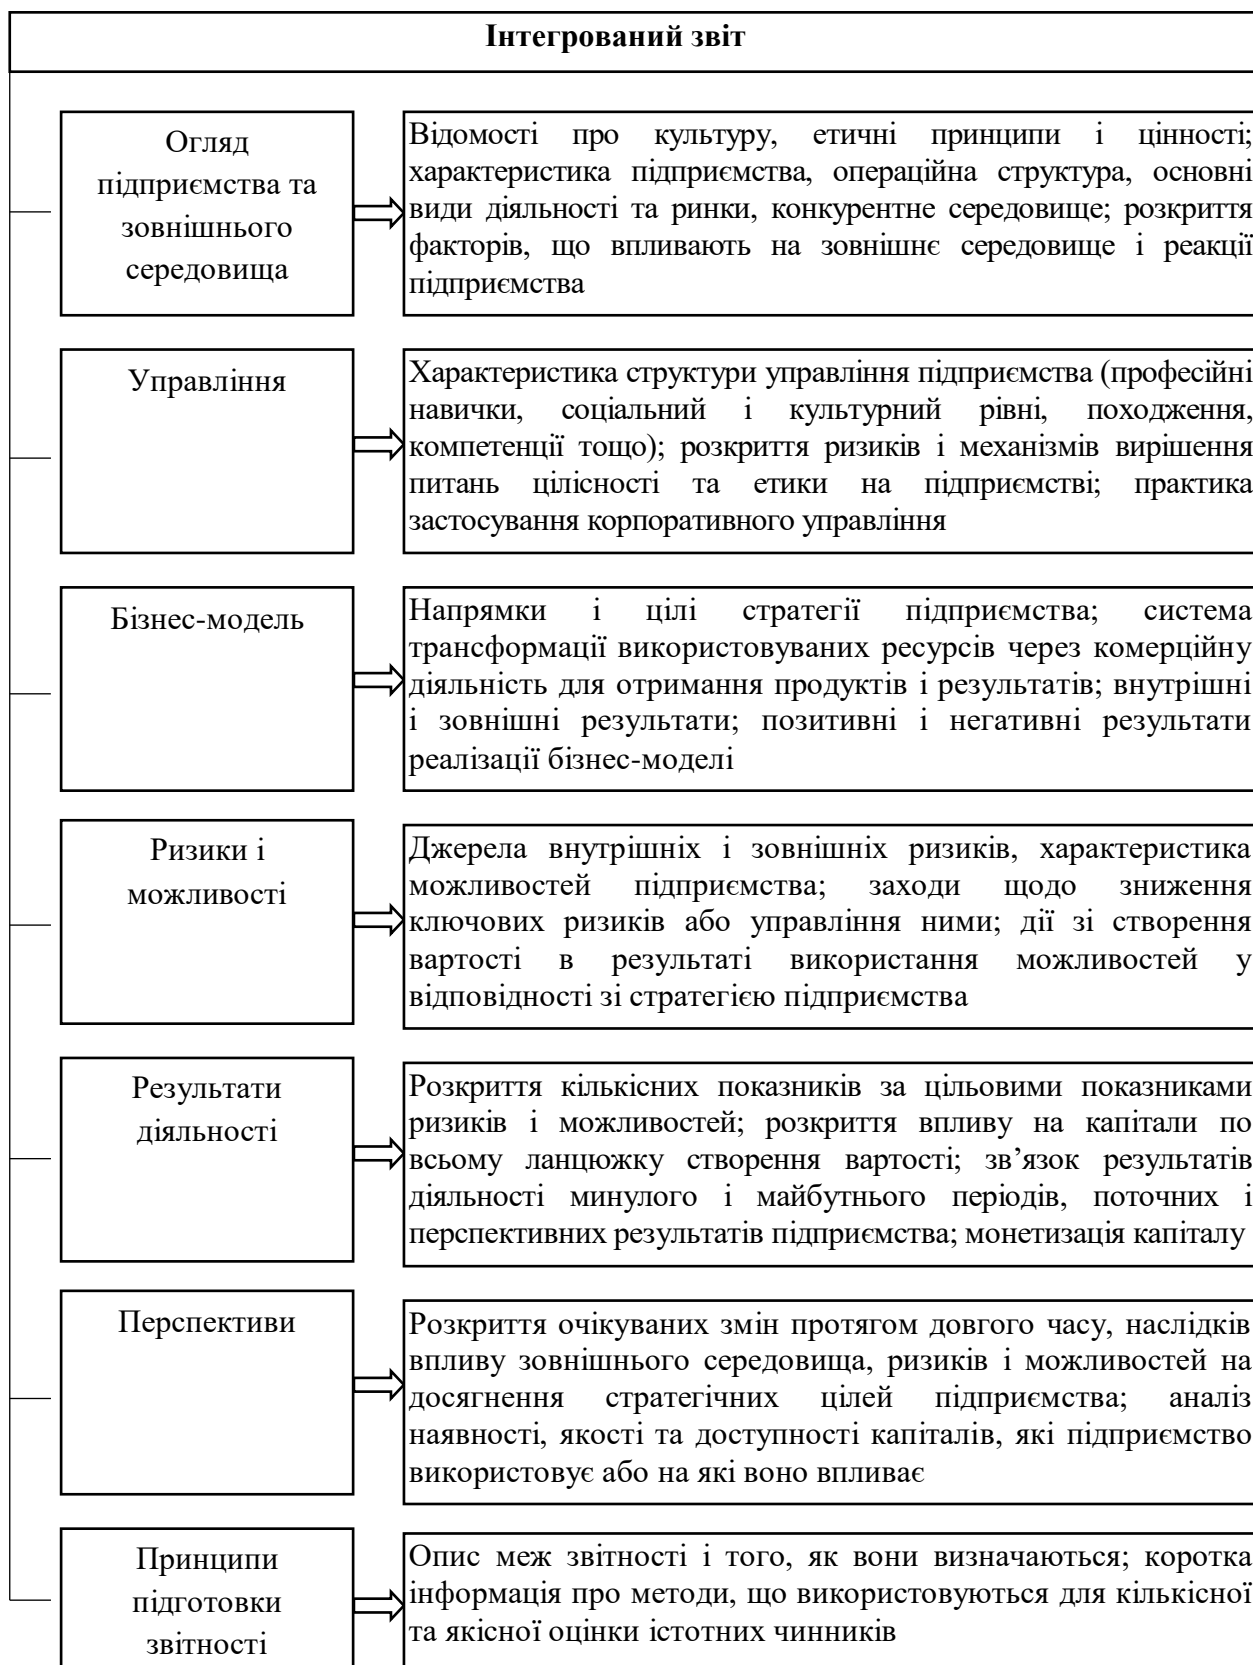 Інтегрований звіт
Огляд
підприємства та
зовнішнього
середовища
Відомості про культуру, етичні принципи і цінності;
характеристика підприємства, операційна структура, основні
види діяльності та ринки, конкурентне середовище; розкриття
факторів, що впливають на зовнішнє середовище і реакції
підприємства
Управління
Характеристика структури управління підприємства (професійні
навички, соціальний і культурний рівні, походження,
компетенції тощо); розкриття ризиків і механізмів вирішення
питань цілісності та етики на підприємстві; практика
застосування корпоративного управління
Бізнес-модель
Напрямки і цілі стратегії підприємства; система
трансформації використовуваних ресурсів через комерційну
діяльність для отримання продуктів і результатів; внутрішні
і зовнішні результати; позитивні і негативні результати
реалізації бізнес-моделі
Ризики і
можливості
Джерела внутрішніх і зовнішніх ризиків, характеристика
можливостей підприємства; заходи щодо зниження
ключових ризиків або управління ними; дії зі створення
вартості в результаті використання можливостей у
відповідності зі стратегією підприємства
Результати
діяльності
Розкриття кількісних показників за цільовими показниками
ризиків і можливостей; розкриття впливу на капітали по
всьому ланцюжку створення вартості; зв’язок результатів
діяльності минулого і майбутнього періодів, поточних і
перспективних результатів підприємства; монетизація капіталу
Перспективи
Розкриття очікуваних змін протягом довгого часу, наслідків
впливу зовнішнього середовища, ризиків і можливостей на
досягнення стратегічних цілей підприємства; аналіз
наявності, якості та доступності капіталів, які підприємство
використовує або на які воно впливає
Принципи
підготовки
звітності
Опис меж звітності і того, як вони визначаються; коротка
інформація про методи, що використовуються для кількісної
та якісної оцінки істотних чинників